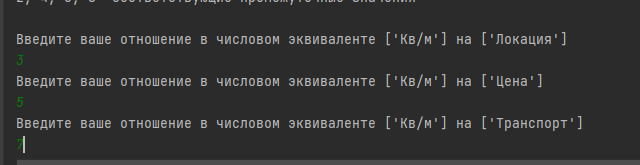 2, 4, 6, 8 соответствующие промежуточные значения
Введите ваше отношение в числовом эквиваленте ['Кв/м'] на ['Локация']
3
Введите ваше отношение в числовом эквиваленте ['Кв/м'] на ['Цена']
5
Введите ваше отношение в числовом эквиваленте ['Кв/м'] на ['Транспорт']
7